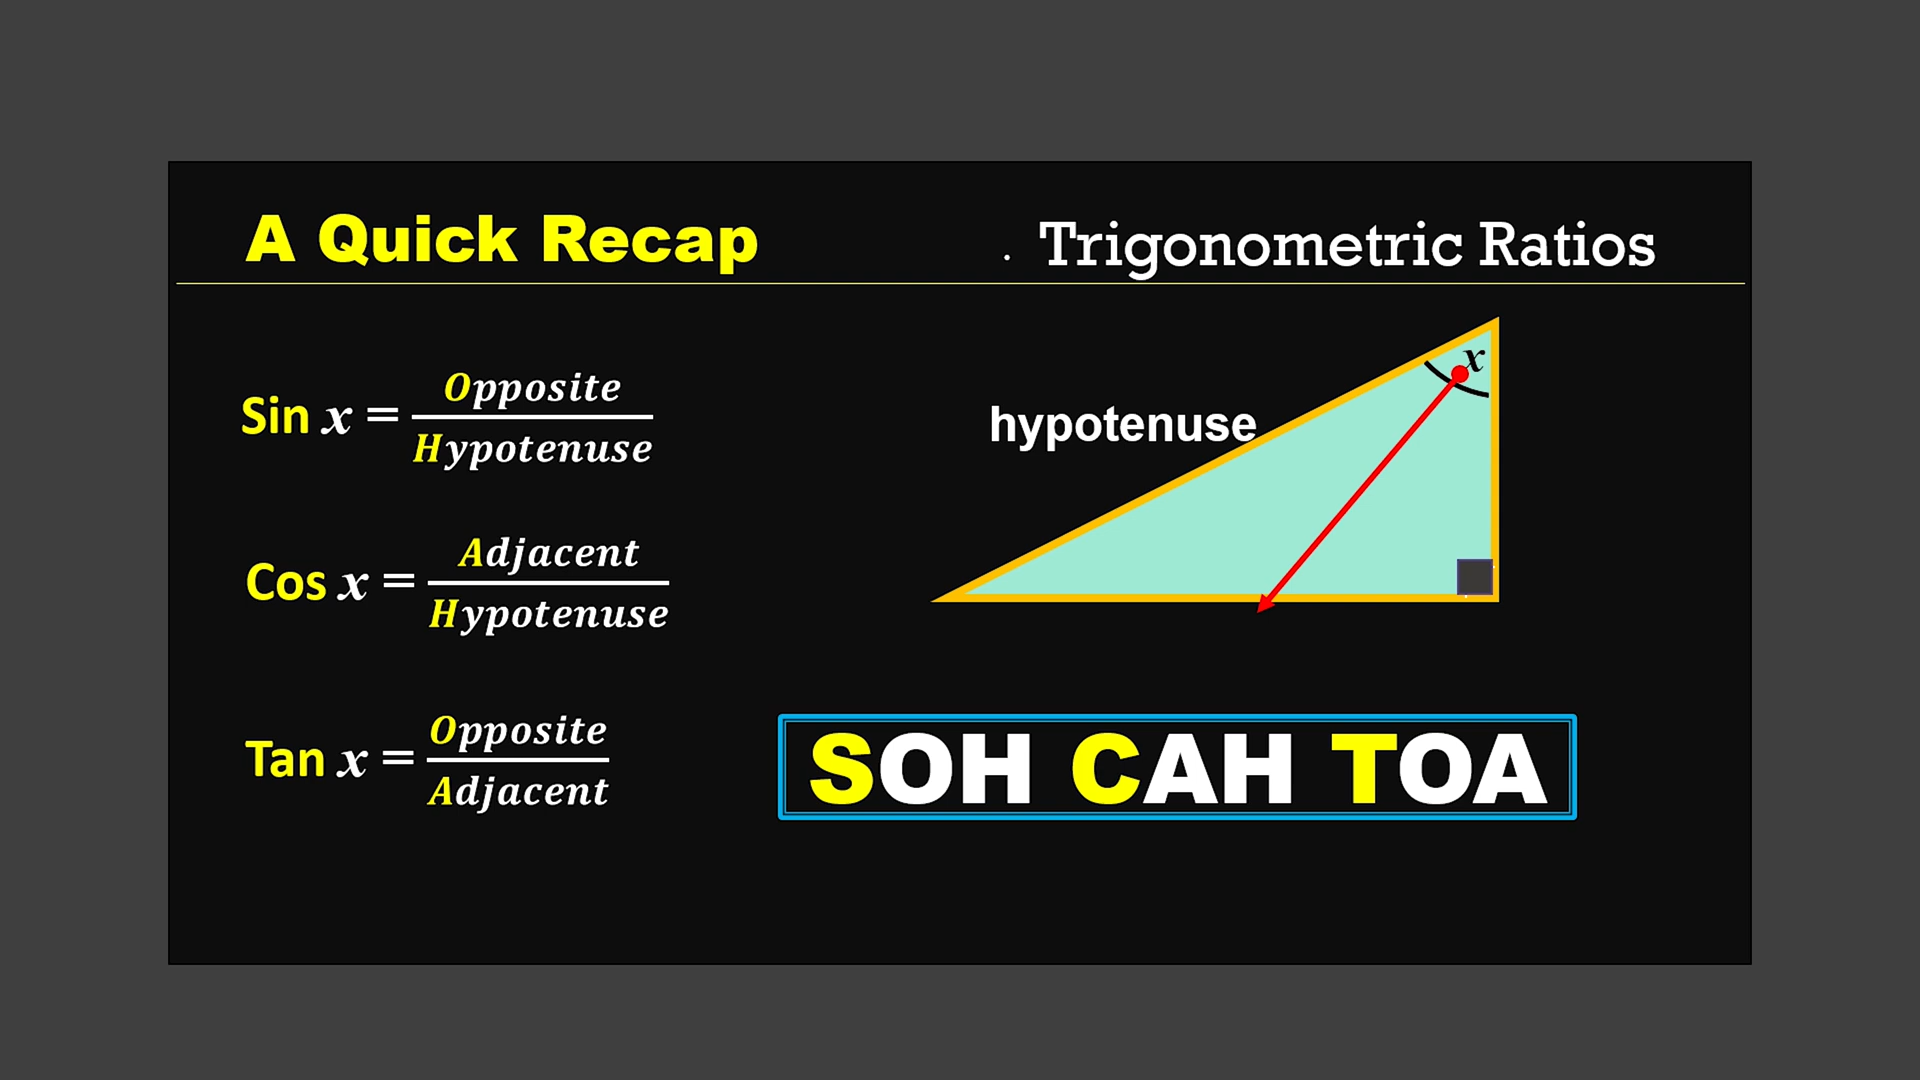 A Quick Recap
. Trigonometric Ratios
Sin x = Opposite / Hypotenuse
hypotenuse
x
Cos x = Adjacent / Hypotenuse
Tan x = Opposite / Adjacent
SOH CAH TOA